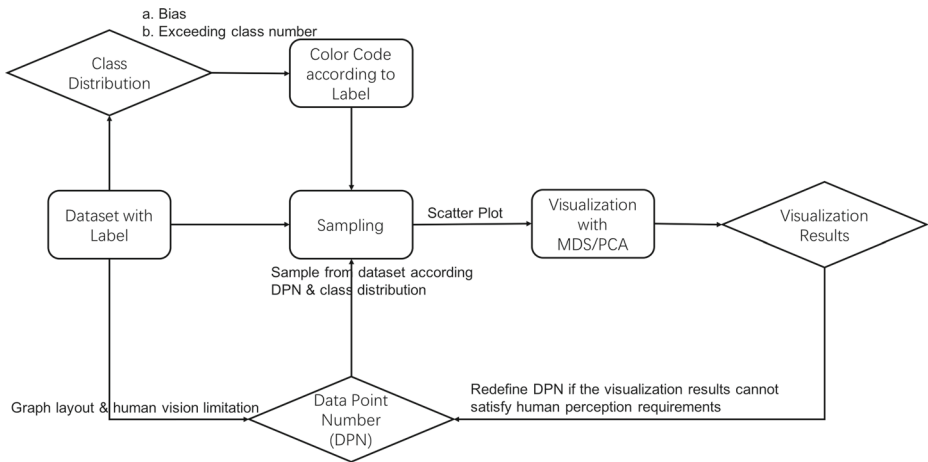 a. Bias
b. Exceeding class number
Class
Distribution
Color Code
according to
Label
Dataset with
Label
Sampling
Scatter Plot
Visualization
with
MDS/PCA
Visualization
Results
Sample from dataset according
DPN & class distribution
Graph layout & human vision limitation
Data Point
Number
(DPN)
Redefine DPN if the visualization results cannot
satisfy human perception requirements